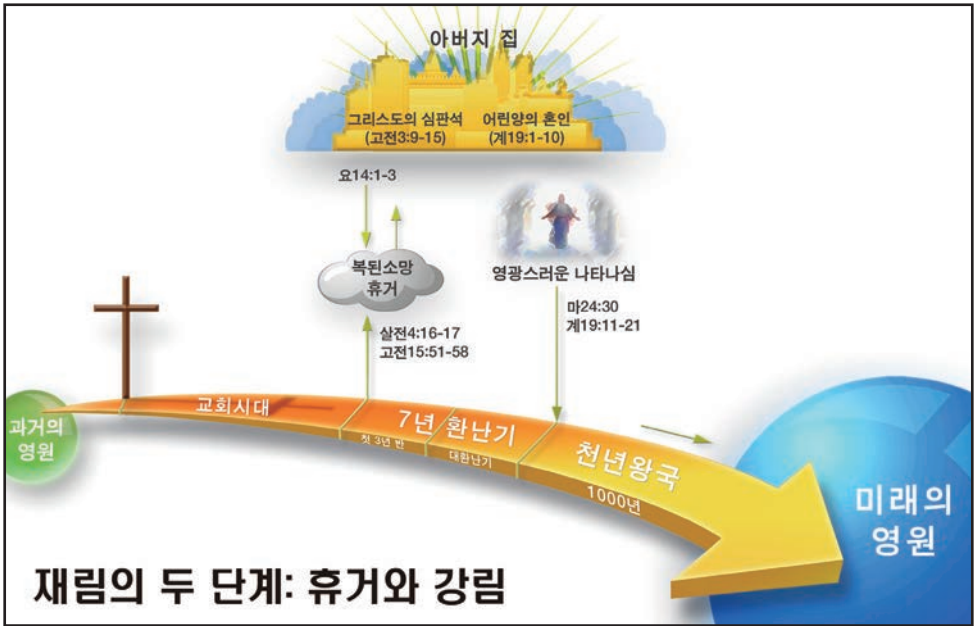 아버지 집
그리스도의 심판석
(고전3:9-15)
어린양의 혼인
(계19:1-10)
요14:1-3
복된소망
휴거
영광스러운 나타나심
살전4:16-17
고전15:51-58
마24:30
계19:11-21
과거의
영원
교회시대
7년 환난기
첫 3년 반
대환난기
천년왕국
1000년
미래의
영원
재림의 두 단계: 휴거와 강림